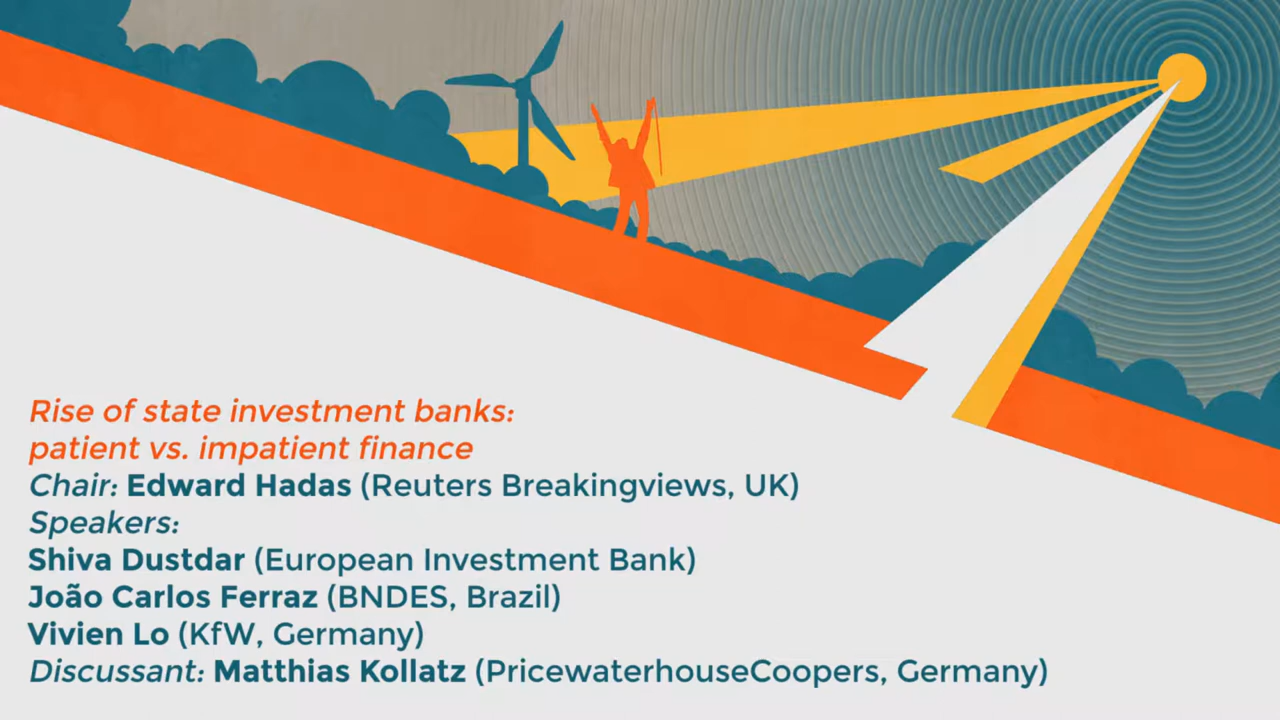 Rise of state investment banks:
patient vs. impatient finance
Chair: Edward Hadas (Reuters Breakingviews, UK)
Speakers:
Shiva Dustdar (European Investment Bank)
João Carlos Ferraz (BNDES, Brazil)
Vivien Lo (KfW, Germany)
Discussant: Matthias Kollatz (PricewaterhouseCoopers, Germany)